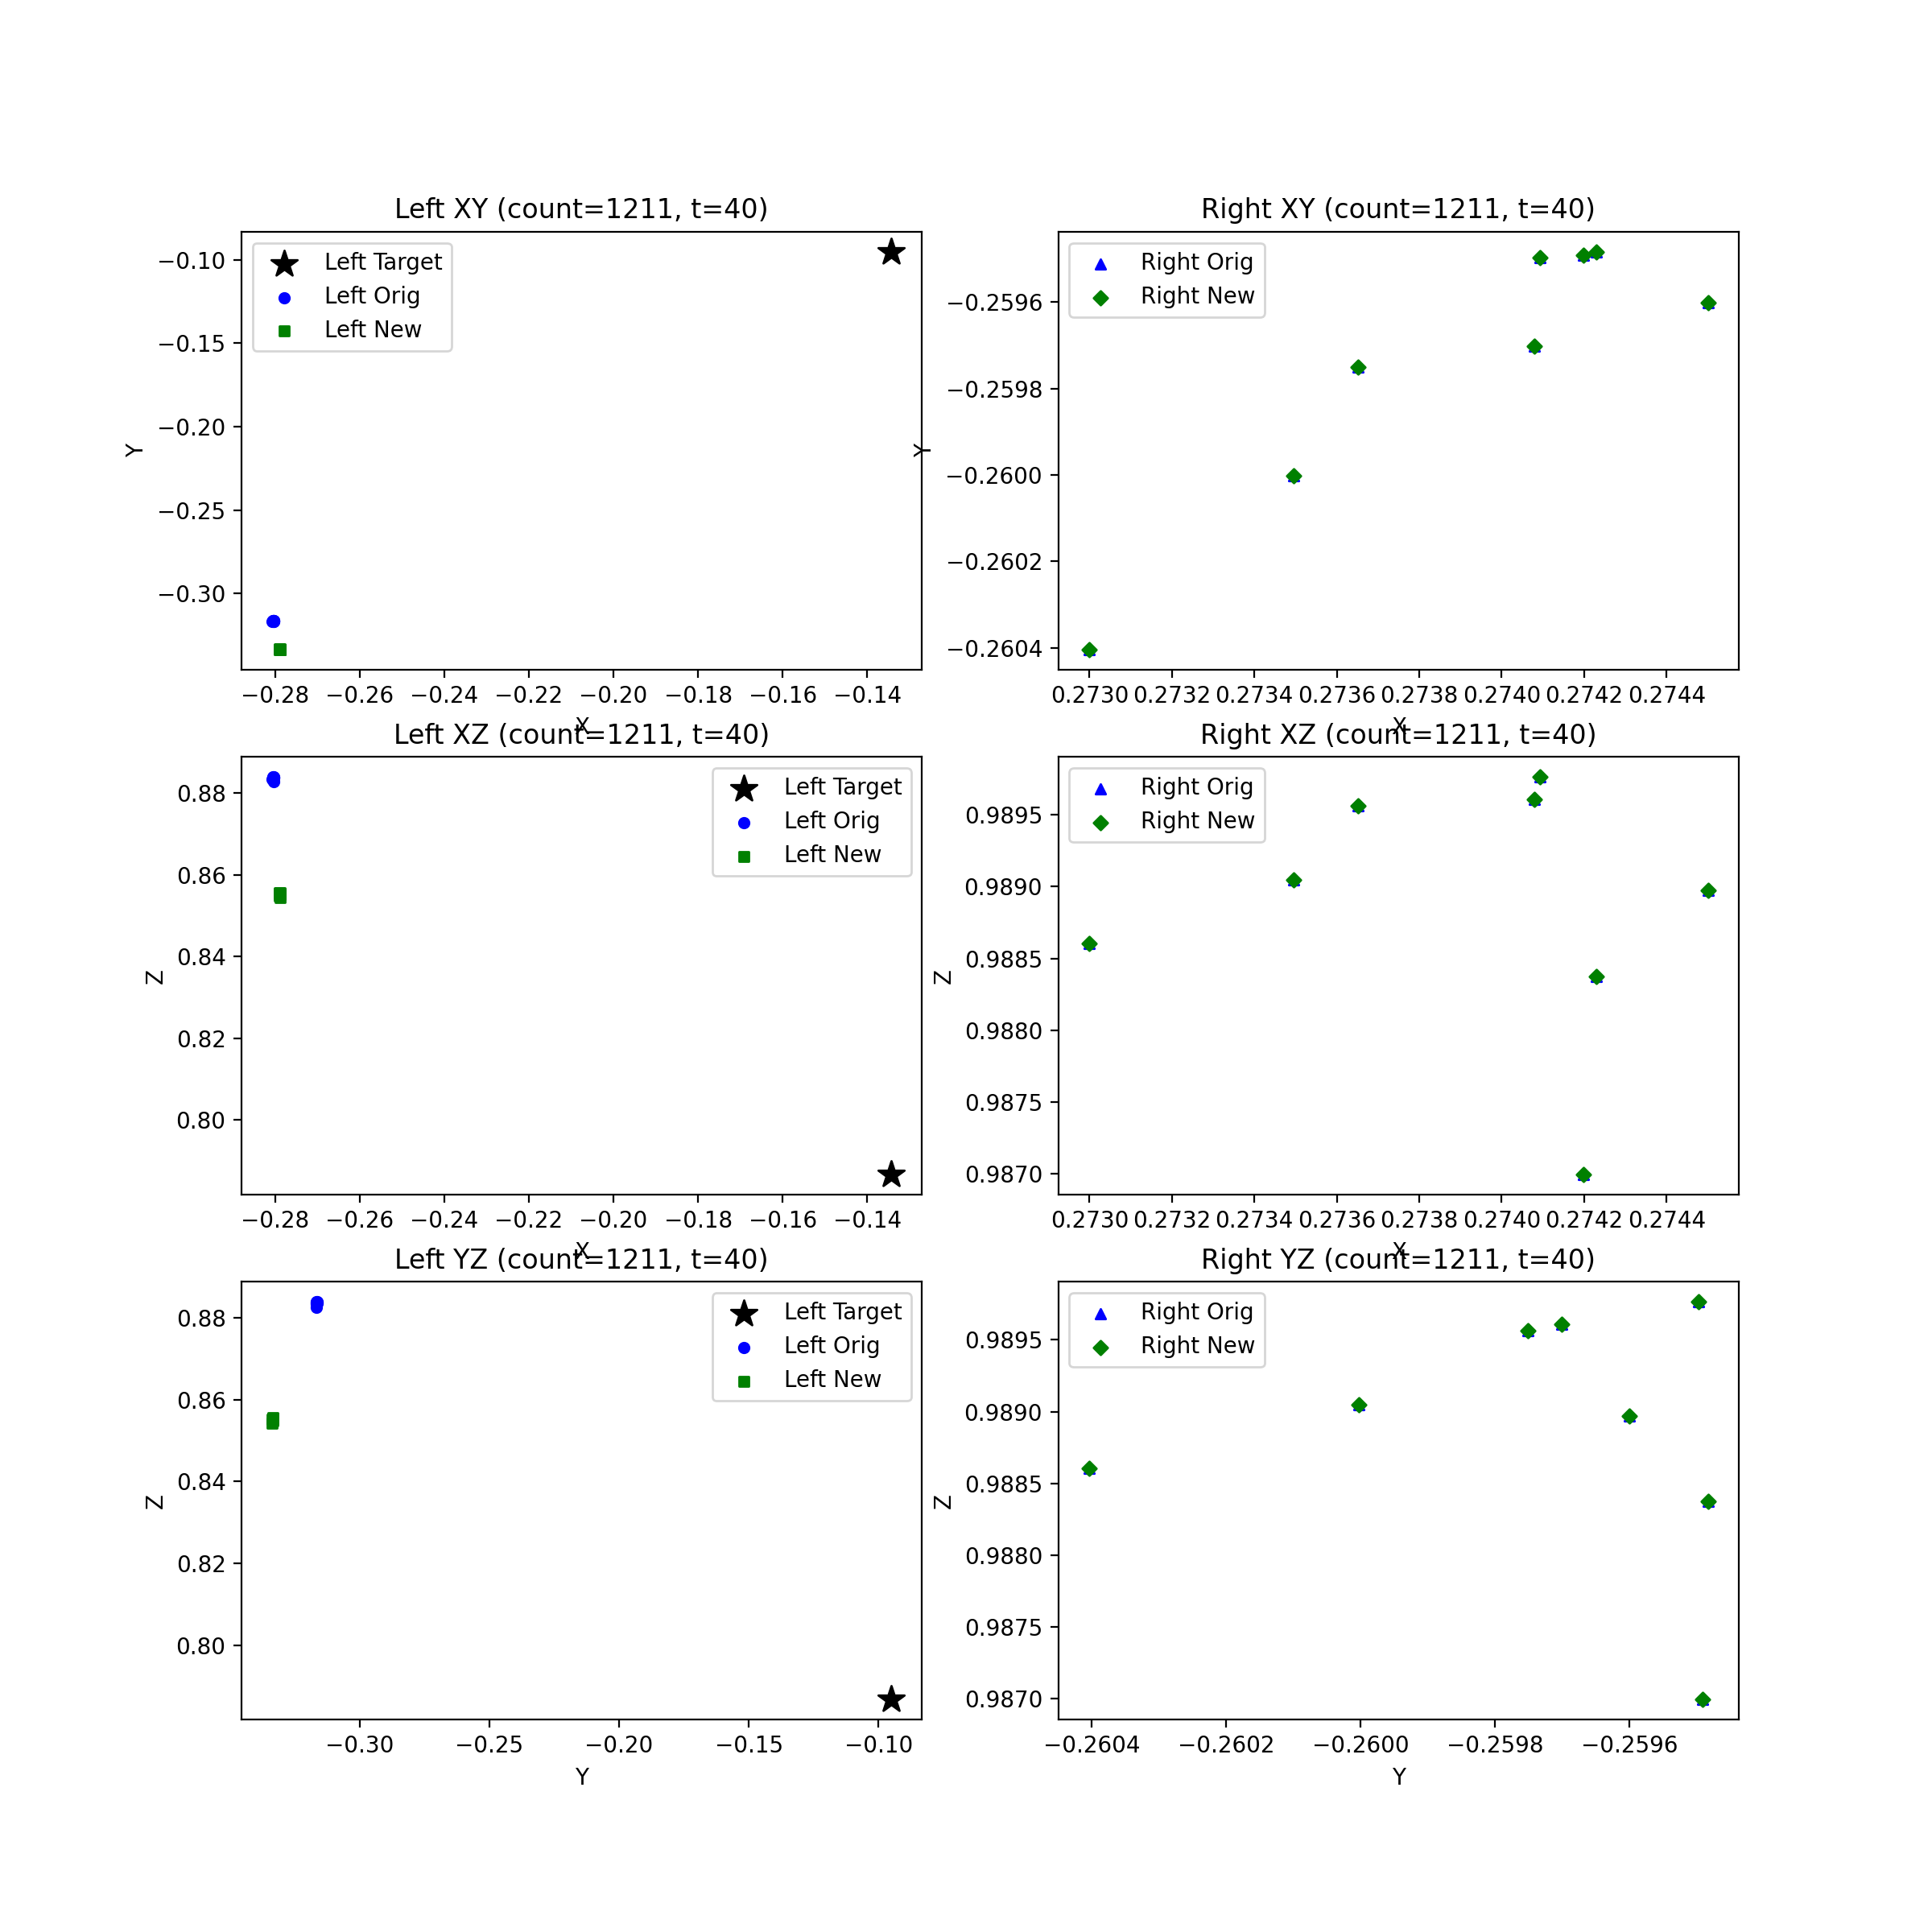 Left XY (count=1211, t=40)
Left Target
Left Orig
Left New
−0.10
−0.15
−0.20
−0.25
−0.30
Y
−0.28
−0.26
−0.24
−0.22
−0.20
−0.18
−0.16
−0.14
X
Right XY (count=1211, t=40)
Right Orig
Right New
−0.2596
−0.2598
−0.2600
−0.2602
−0.2604
Y
0.2730
0.2732
0.2734
0.2736
0.2738
0.2740
0.2742
0.2744
X
Left XZ (count=1211, t=40)
Left Target
Left Orig
Left New
0.88
0.86
0.84
0.82
0.80
Z
−0.28
−0.26
−0.24
−0.22
−0.20
−0.18
−0.16
−0.14
X
Right XZ (count=1211, t=40)
Right Orig
Right New
0.9895
0.9890
0.9885
0.9880
0.9875
0.9870
Z
0.2730
0.2732
0.2734
0.2736
0.2738
0.2740
0.2742
0.2744
X
Left YZ (count=1211, t=40)
Left Target
Left Orig
Left New
0.88
0.86
0.84
0.82
0.80
Z
−0.30
−0.25
−0.20
−0.15
−0.10
Y
Right YZ (count=1211, t=40)
Right Orig
Right New
0.9895
0.9890
0.9885
0.9880
0.9875
0.9870
Z
−0.2604
−0.2602
−0.2600
−0.2598
−0.2596
Y